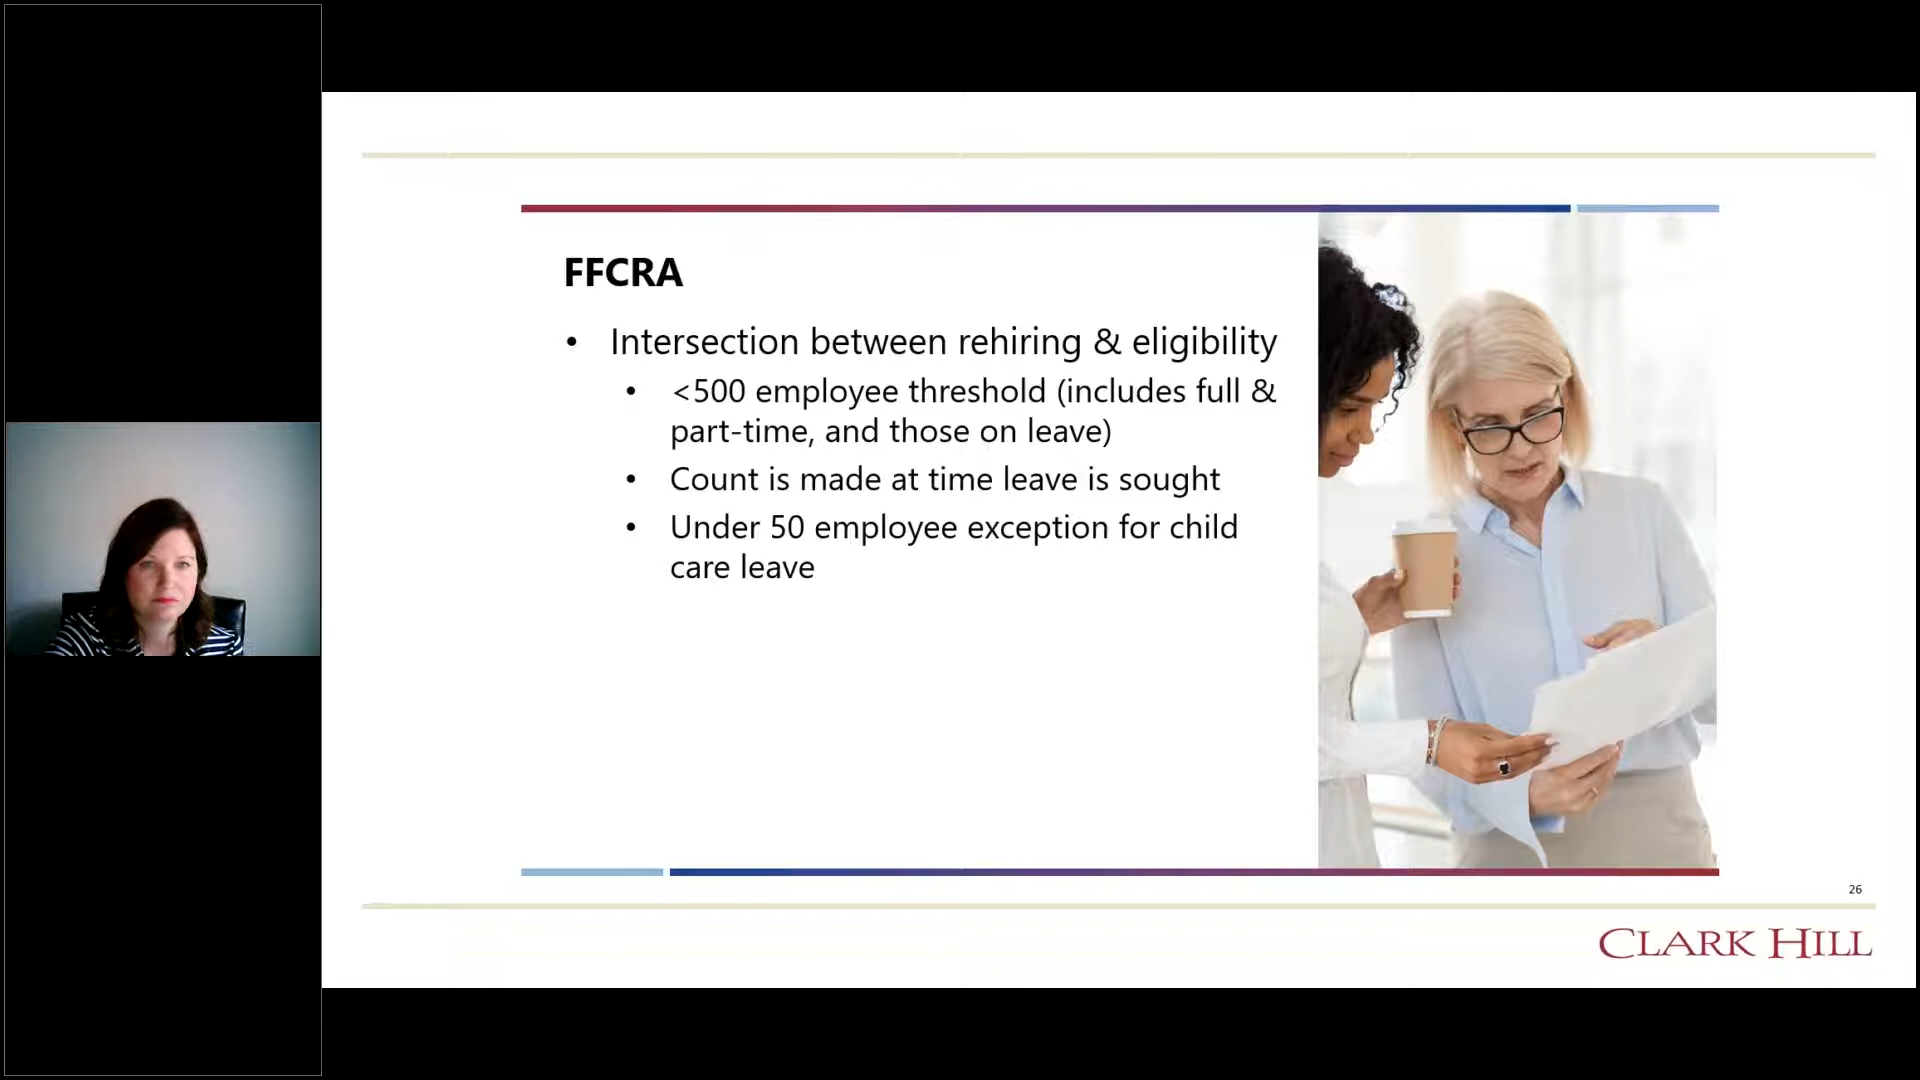 FFCRA
• Intersection between rehiring & eligibility
• <500 employee threshold (includes full &
part-time, and those on leave)
• Count is made at time leave is sought
• Under 50 employee exception for child
care leave
26
CLARK HILL